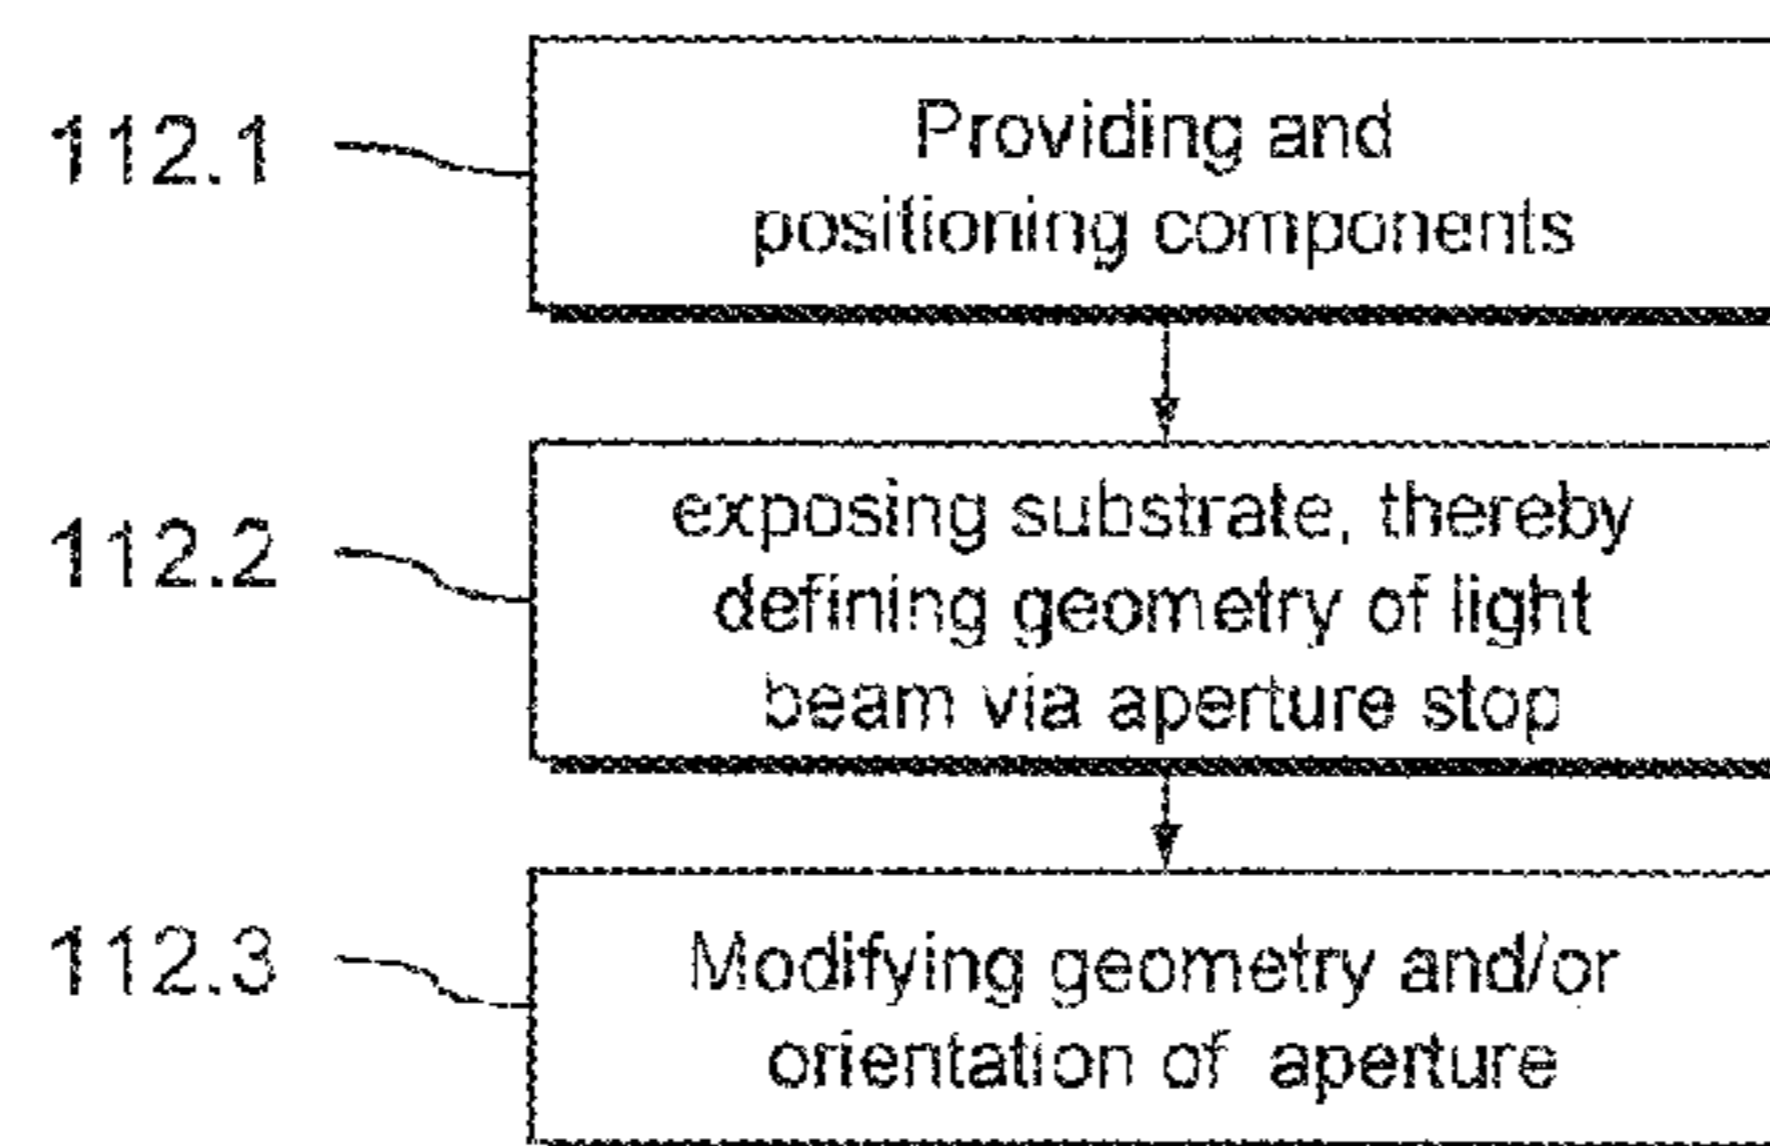 112.1
Providing and
positioning components
112.2
exposing substrate, thereby
defining geometry of light
beam via aperture stop
112.3
Modifying geometry and/or
orientation of aperture